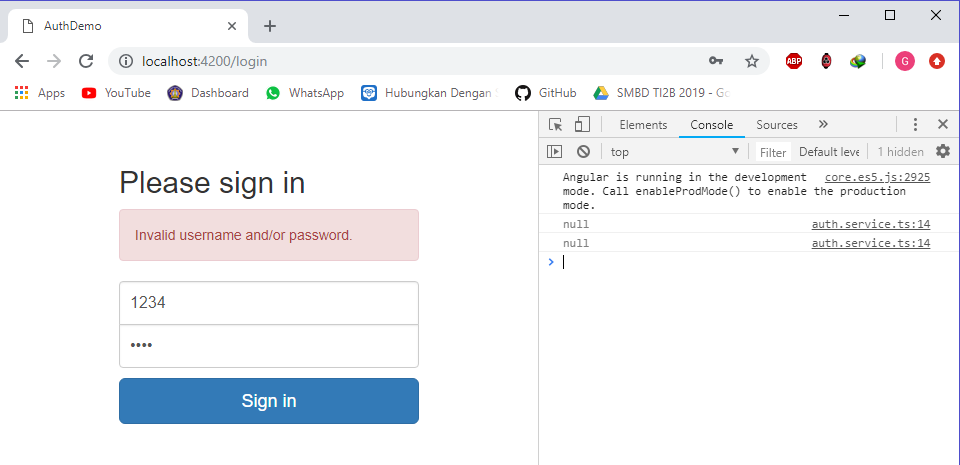 AuthDemo
localhost:4200/login
Apps YouTube Dashboard WhatsApp Hubungkan Dengan GitHub SMBD TI2B 2019 - Go
ABP
G
Elements Console Sources »
top Filter Default leve 1 hidden
Please sign in
Invalid username and/or password.
1234
••••
Sign in
Angular is running in the development core.es5.js:2925
mode. Call enableProdMode() to enable the production
mode.
null auth.service.ts:14
null auth.service.ts:14